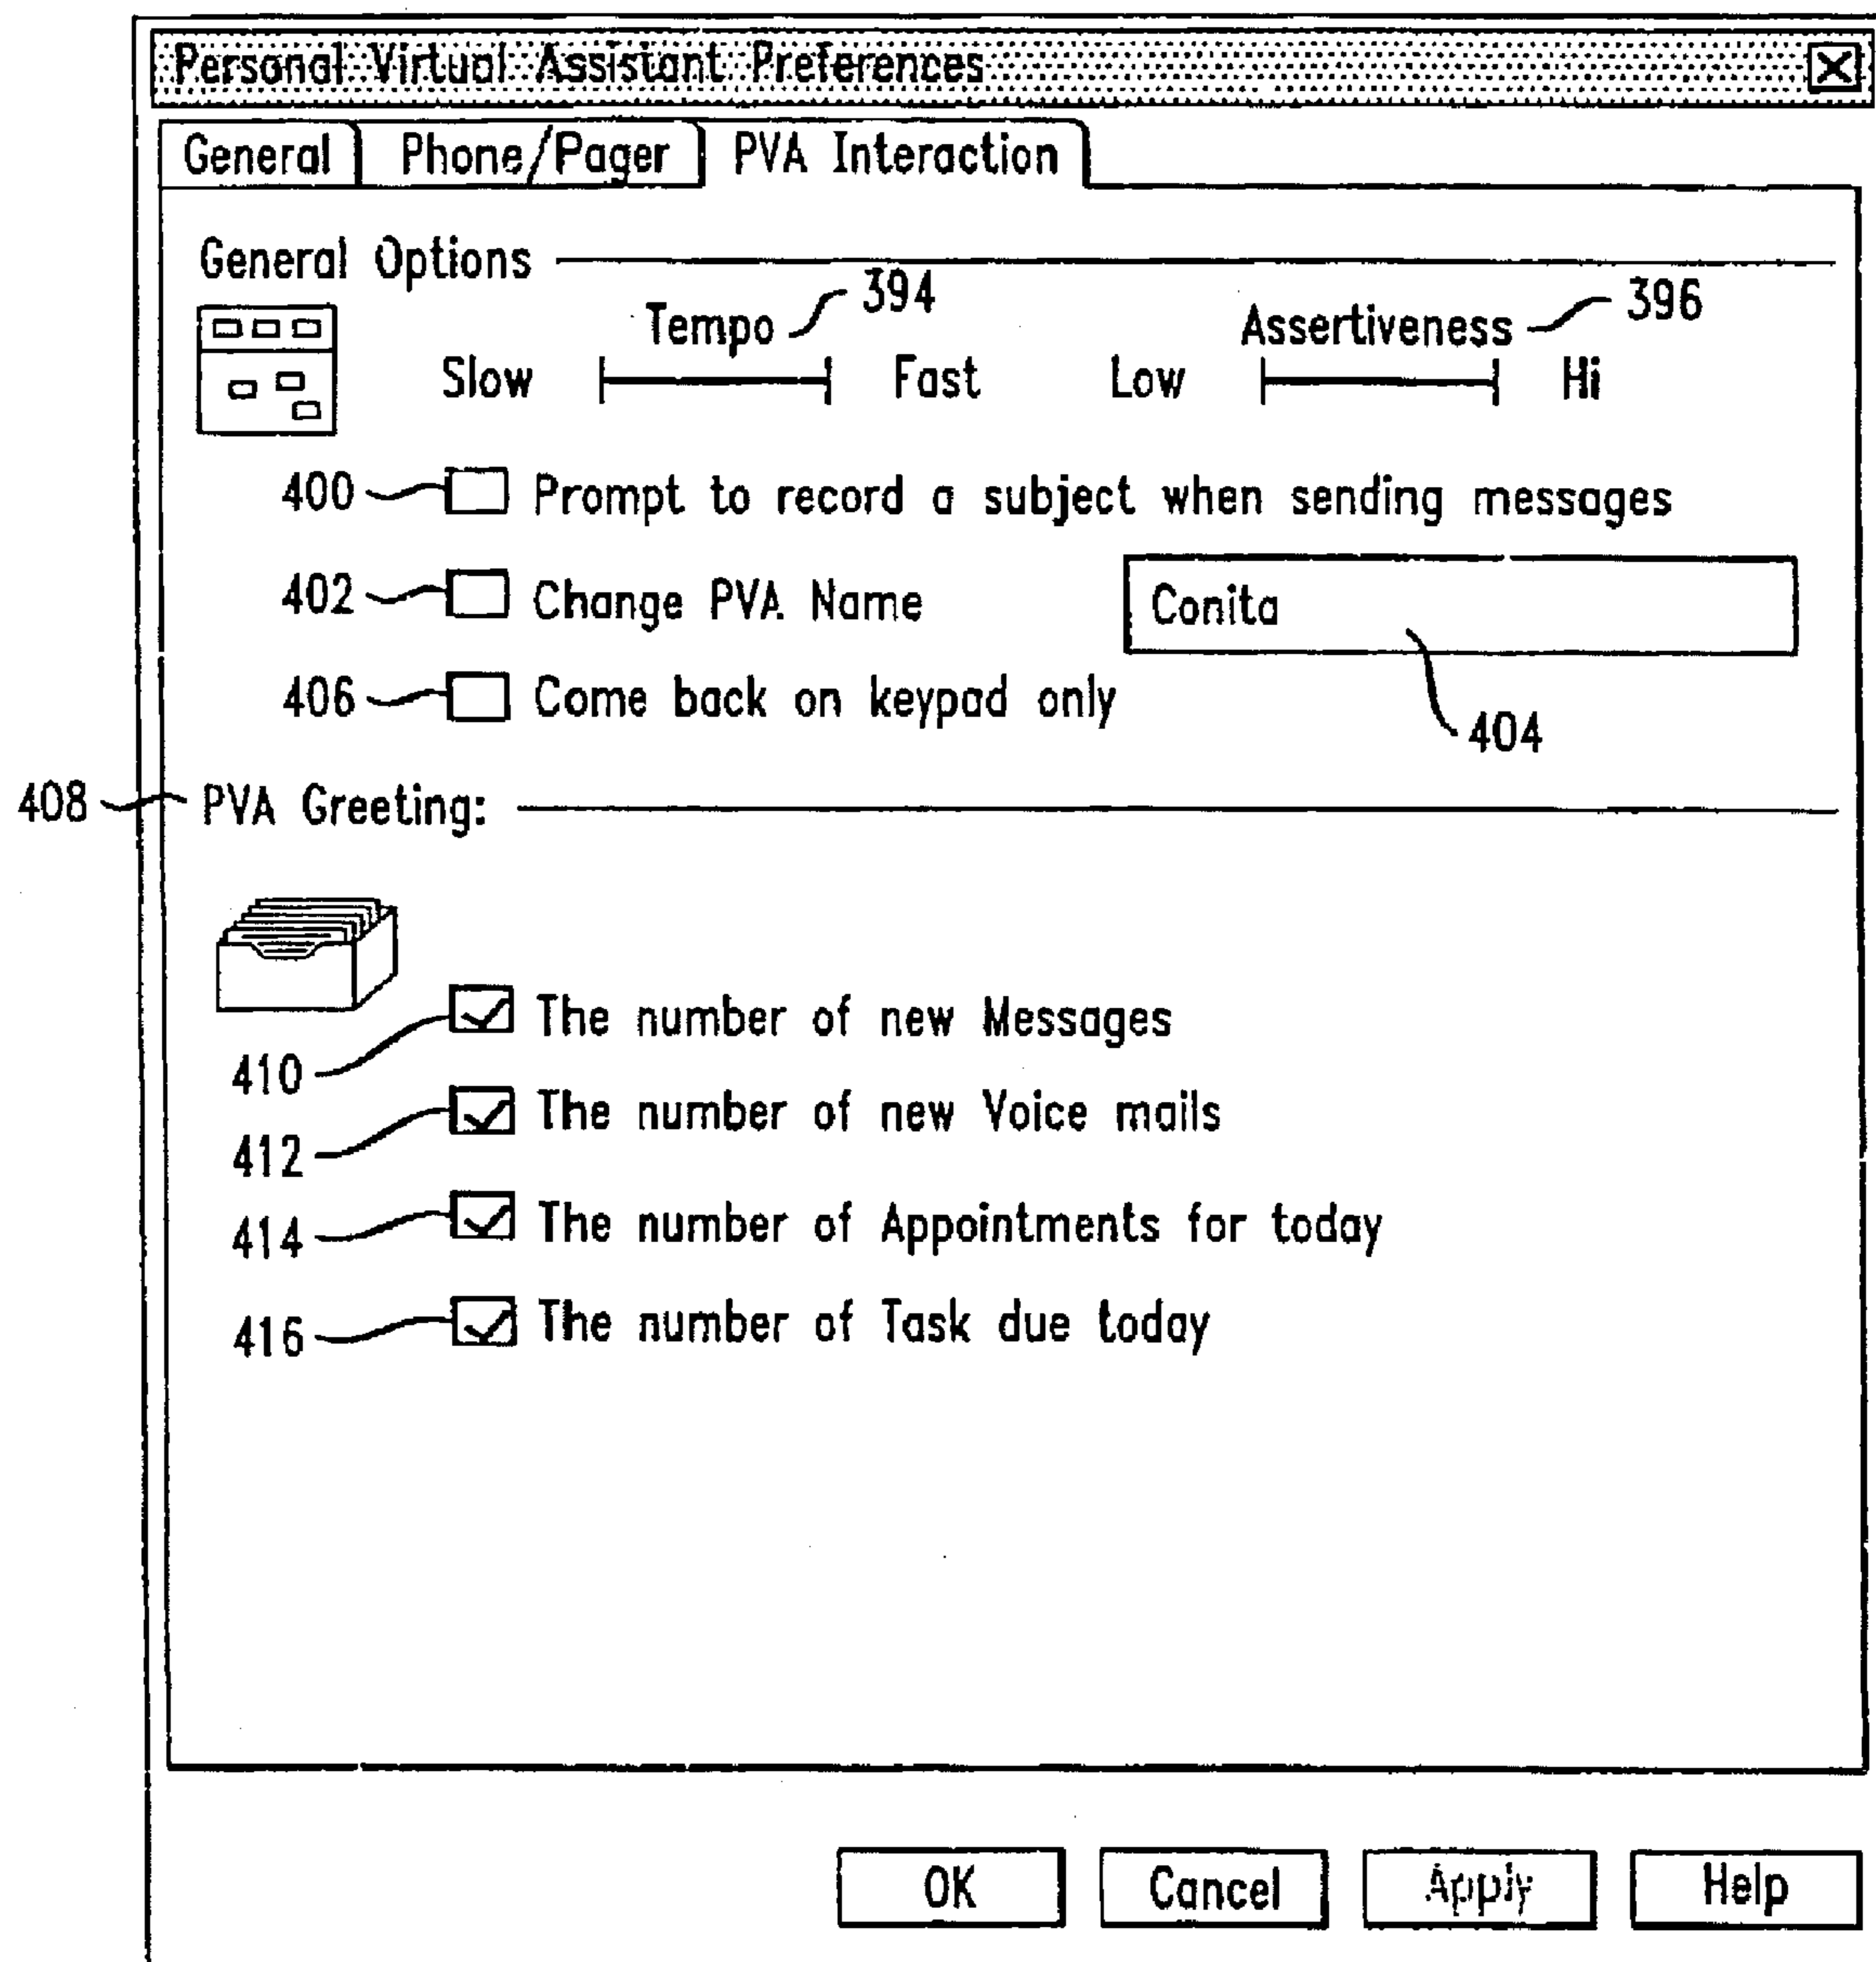 Personal Virtual Assistant Preferences
General Phone/Pager PVA Interaction
General Options
Tempo 394 Assertiveness 396
Slow Fast Low Hi
400 Prompt to record a subject when sending messages
402 Change PVA Name Conita
406 Come back on keypad only
404
408 PVA Greeting:
410 The number of new Messages
412 The number of new Voice mails
414 The number of Appointments for today
416 The number of Task due today
OK Cancel Apply Help